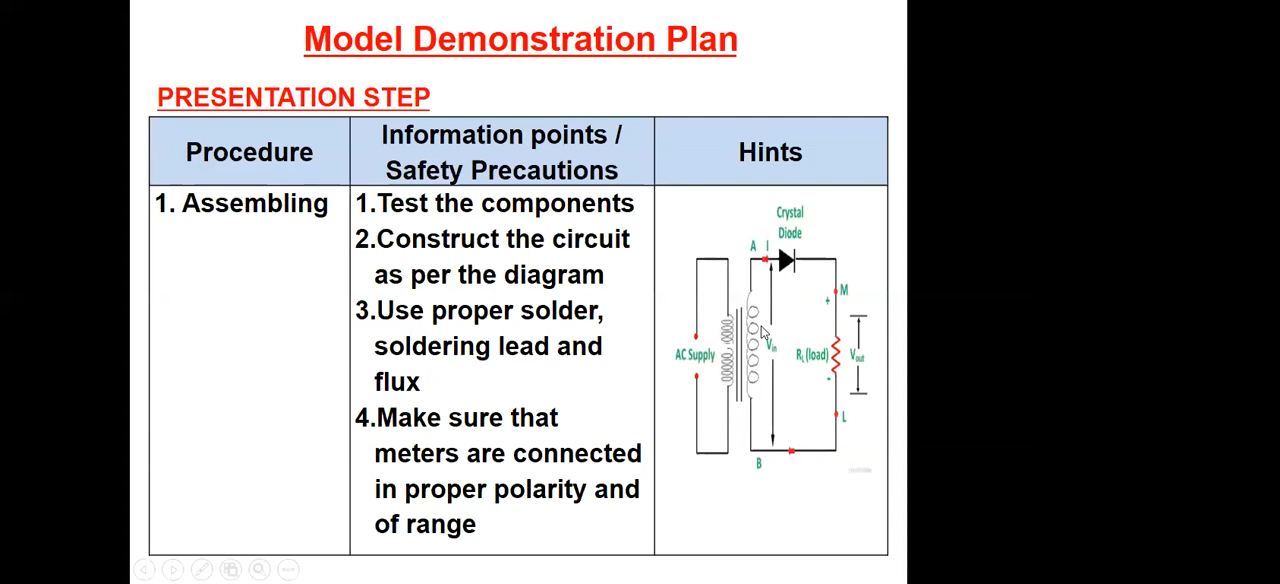 Model Demonstration Plan
PRESENTATION STEP
Procedure
Information points /
Safety Precautions
Hints
1. Assembling
1.Test the components
2.Construct the circuit
as per the diagram
3.Use proper solder,
soldering lead and
flux
4.Make sure that
meters are connected
in proper polarity and
of range
Crystal
Diode
A I
M
+
AC Supply
Vin
RL (load)
Vout
-
L
B